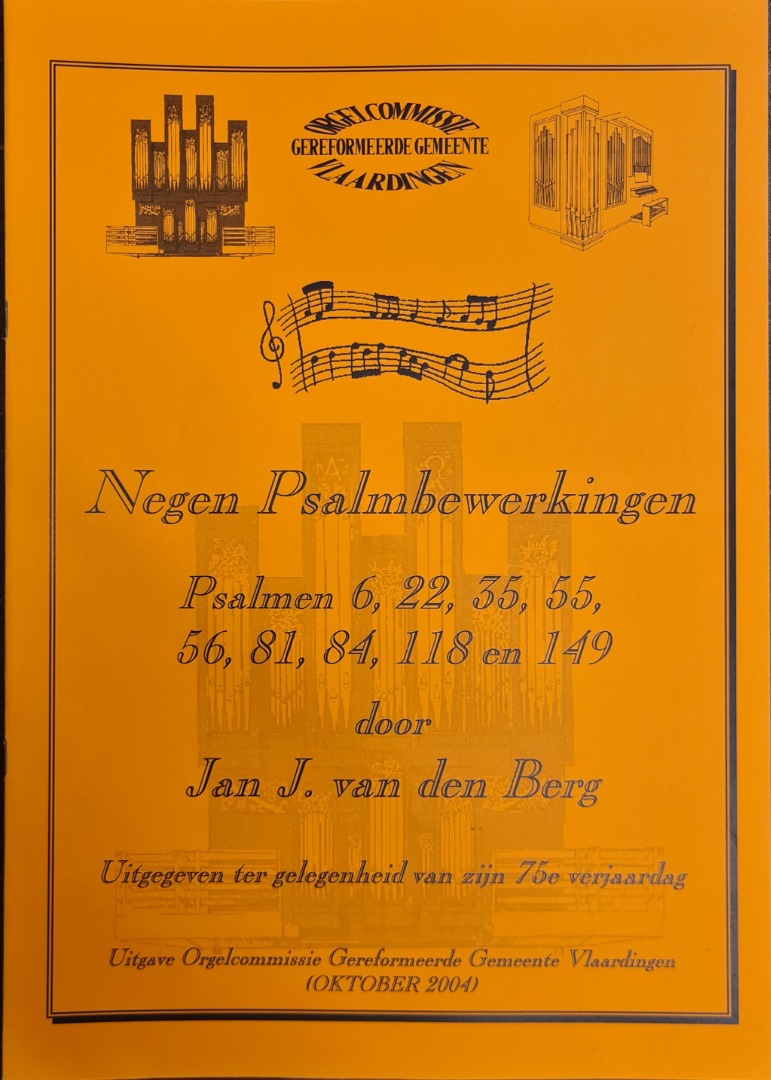 ORGELCOMMISSIE
GEREFORMEERDE GEMEENTE
VLAARDINGEN
Negen Psalmbewerkingen
Psalmen 6, 22, 35, 55,
56, 81, 84, 118 en 149
door
Jan J. van den Berg
Uitgegeven ter gelegenheid van zijn 75e verjaardag
Uitgave Orgelcommissie Gereformeerde Gemeente Vlaardingen
(OKTOBER 2004)